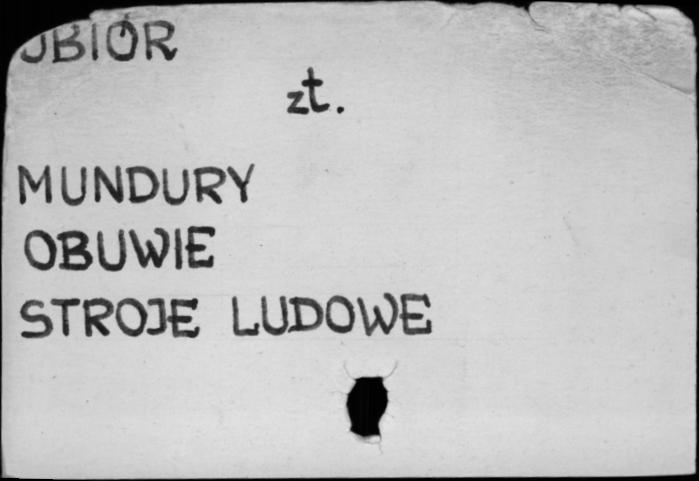 UBIÓR
zt.
MUNDURY
OBUWIE
STROJE LUDOWE